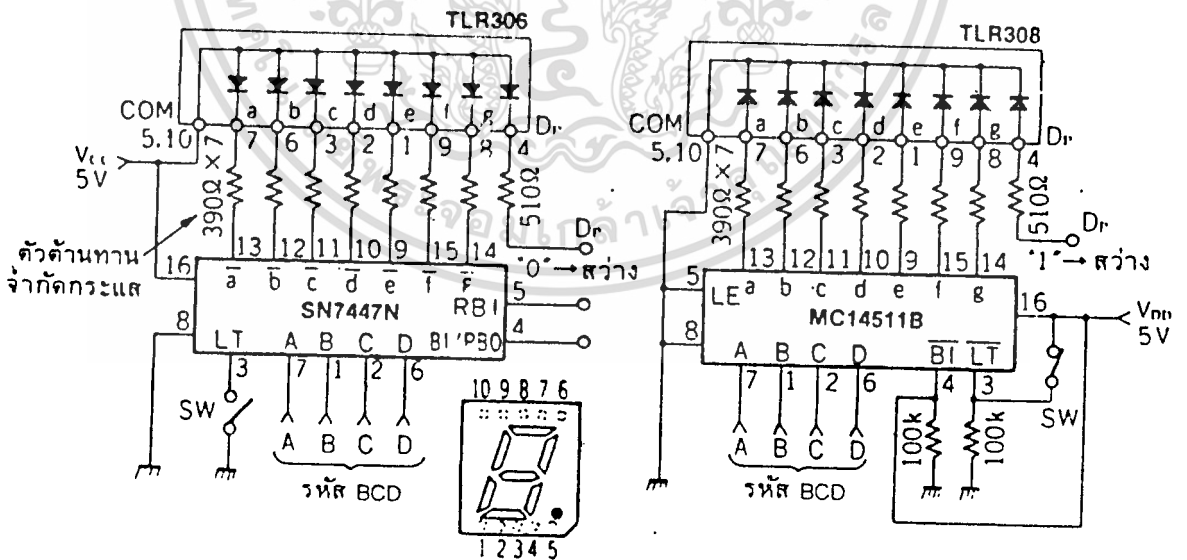 TLR306
COM
5,10
a b c d e f g Dp
7 6 3 2 1 9 8 4
Vcc
5V
390Ω × 7
510Ω
Dp
"0" → สว่าง
ตัวต้านทาน
จำกัดกระแส
13 12 11 10 9 15 14
16
a̅ b̅ c̅ d̅ e̅ f̅
SN7447N
RBI
5
8
LT A B C D BI/RBO
4
3 7 1 2 6
SW
A B C D
รหัส BCD
10 9 8 7 6
1 2 3 4 5
TLR308
COM
5,10
a b c d e f g Dp
7 6 3 2 1 9 8 4
390Ω × 7
510Ω
Dp
"1" → สว่าง
13 12 11 10 9 15 14
5
LE a b c d e f g
16
MC14511B
VDD
5V
8
A B C D B̅I̅ L̅T̅
7 1 2 6 4 3
SW
100k
100k
A B C D
รหัส BCD